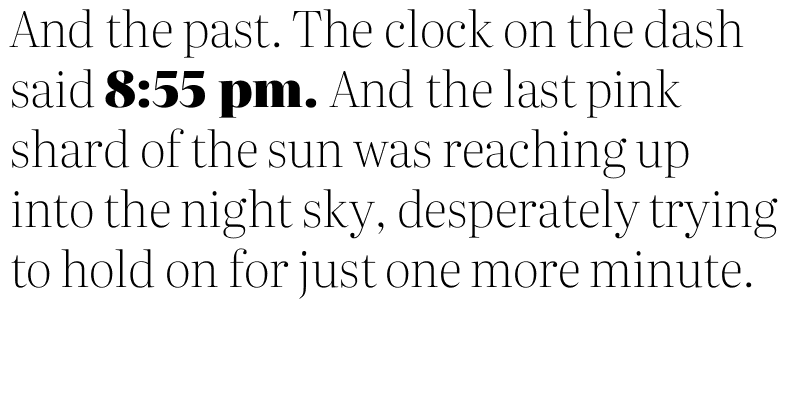 And the past. The clock on the dash
said 8:55 pm. And the last pink
shard of the sun was reaching up
into the night sky, desperately trying
to hold on for just one more minute.